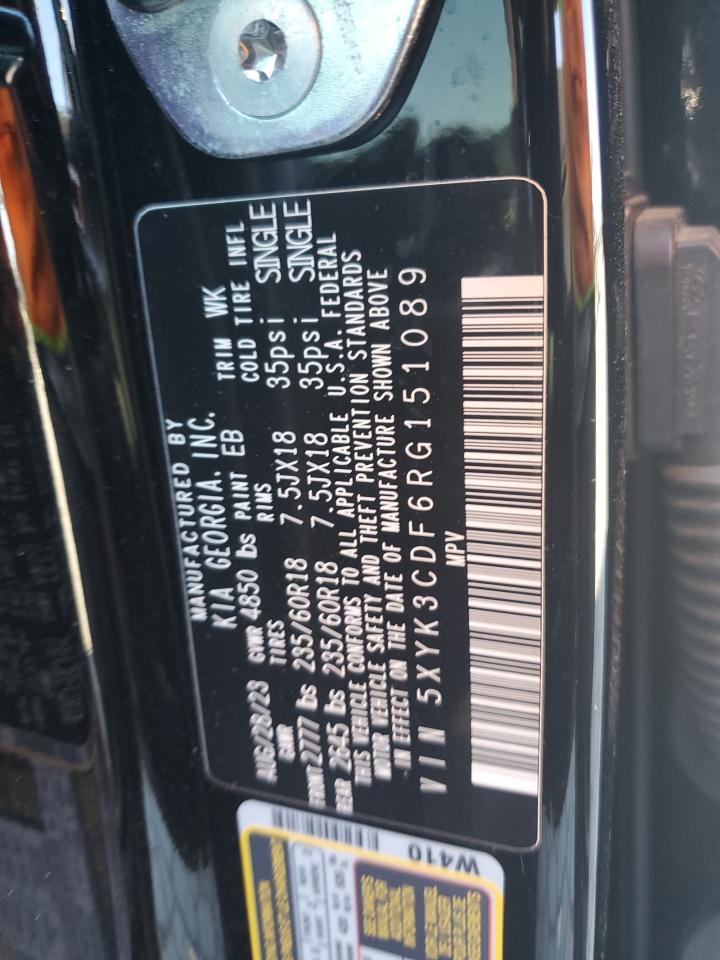 MANUFACTURED BY
KIA GEORGIA, INC.
AUG/28/23 GVWR 4850 lbs PAINT EB TRIM WK
GWR TIRES RIMS COLD TIRE INFL
FRONT 2777 lbs 235/60R18 7.5JX18 35psi SINGLE
REAR 2645 lbs 235/60R18 7.5JX18 35psi SINGLE
THIS VEHICLE CONFORMS TO ALL APPLICABLE U.S.A. FEDERAL
MOTOR VEHICLE SAFETY AND THEFT PREVENTION STANDARDS
IN EFFECT ON THE DATE OF MANUFACTURE SHOWN ABOVE
VIN 5XYK3CDF6RG151089
MPV
W410